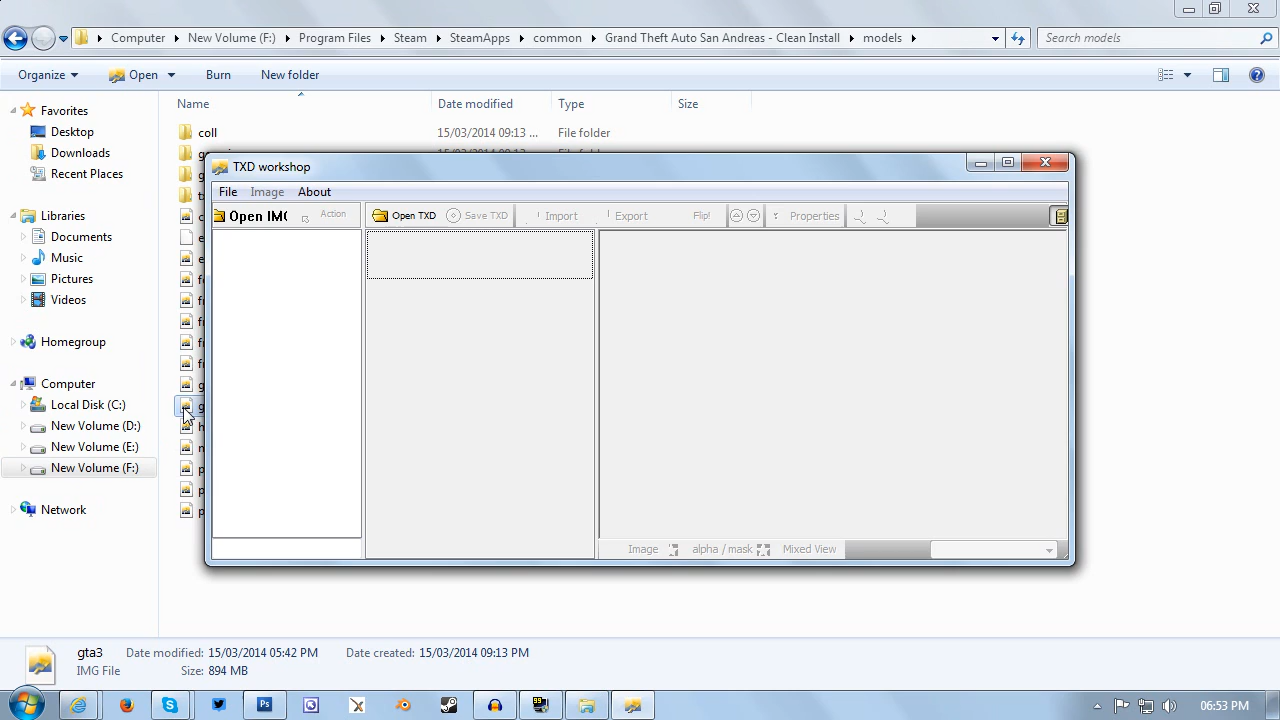 Computer New Volume (F:) Program Files Steam SteamApps common Grand Theft Auto San Andreas - Clean Install models Search models
Organize Open Burn New folder
Name Date modified Type Size
Favorites
Desktop
Downloads
Recent Places
Libraries
Documents
Music
Pictures
Videos
Homegroup
Computer
Local Disk (C:)
New Volume (D:)
New Volume (E:)
New Volume (F:)
Network
coll 15/03/2014 09:13 ... File folder
TXD workshop
File Image About
Open IMG Action Open TXD Save TXD Import Export Flip! Properties
Image alpha / mask Mixed View
gta3 Date modified: 15/03/2014 05:42 PM Date created: 15/03/2014 09:13 PM
IMG File Size: 894 MB
06:53 PM